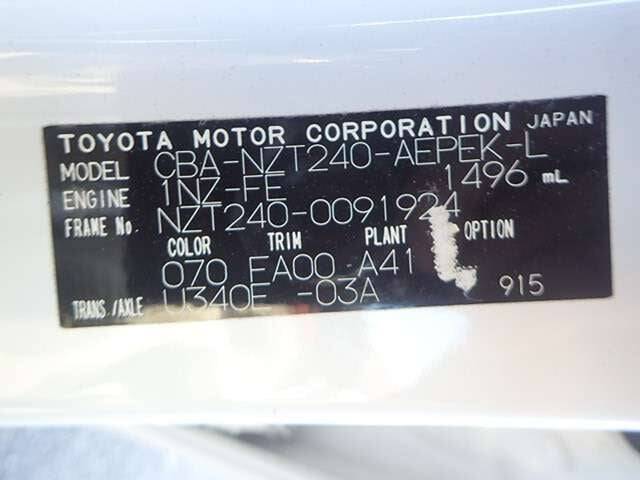 TOYOTA MOTOR CORPORATION JAPAN
MODEL CBA-NZT240-AEPEK-L
ENGINE 1NZ-FE 1496 mL
FRAME No. NZT240-0091924
COLOR TRIM PLANT OPTION
070 FA00 A41
TRANS./AXLE U340E -03A 915